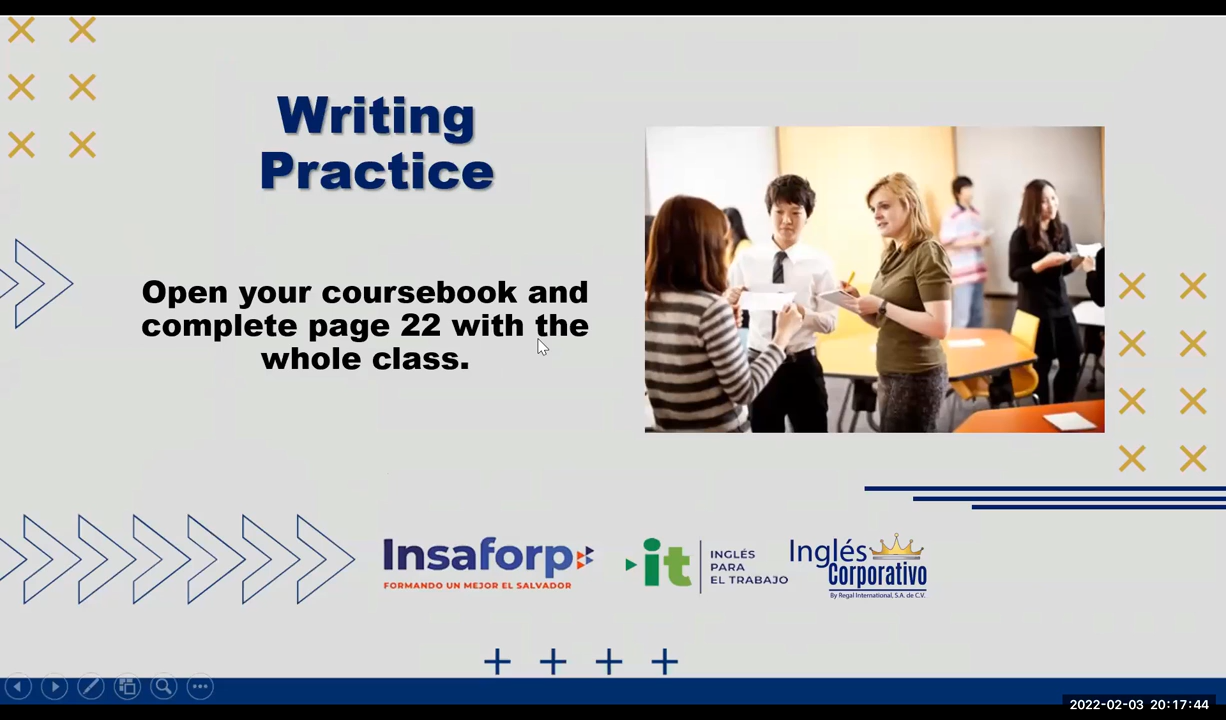 Writing
Practice
Open your coursebook and
complete page 22 with the
whole class.
Insaforp
FORMANDO UN MEJOR EL SALVADOR
it
INGLÉS
PARA
EL TRABAJO
Inglés
Corporativo
By Regal International, S.A. de C.V.
2022-02-03 20:17:44